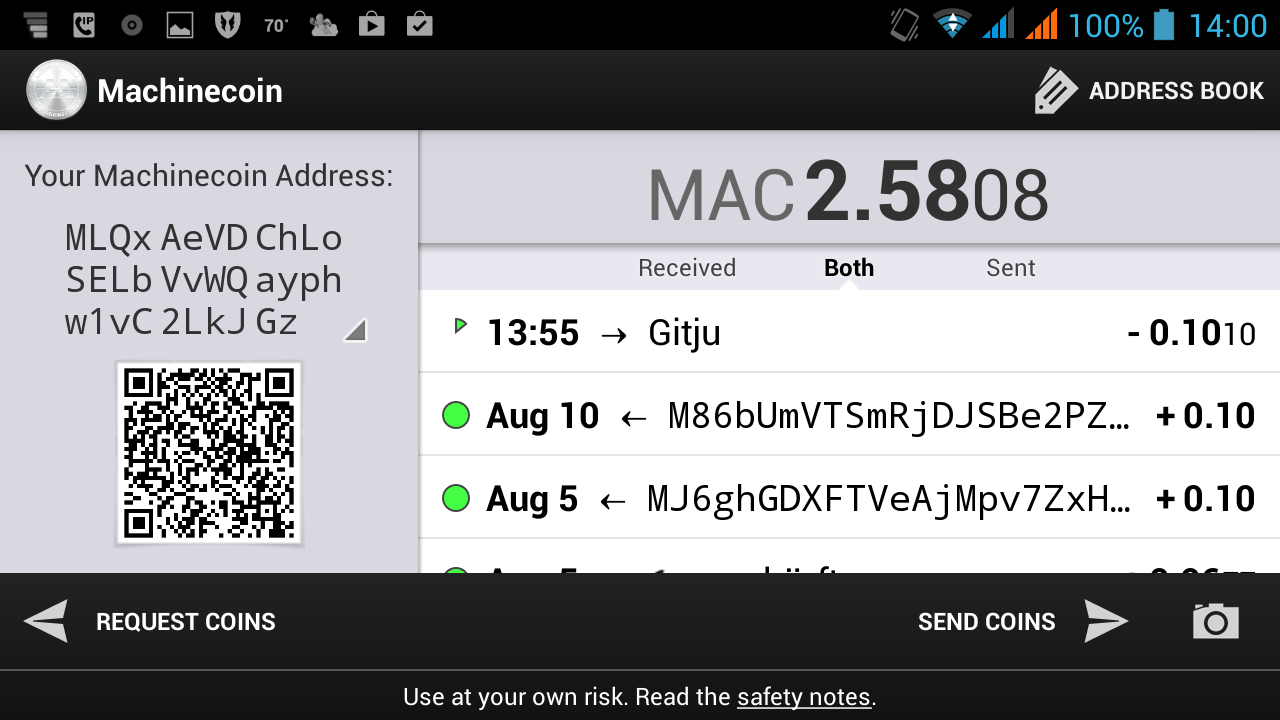 70°
100% 14:00
Machinecoin
ADDRESS BOOK
Your Machinecoin Address:
MLQx AeVD ChLo
SELb VvWQ ayph
w1vC 2LkJ Gz
MAC 2.5808
Received Both Sent
13:55 → Gitju - 0.1010
Aug 10 ← M86bUmVTSmRjDJSBe2PZ… + 0.10
Aug 5 ← MJ6ghGDXFTVeAjMpv7ZxH… + 0.10
REQUEST COINS
SEND COINS
Use at your own risk. Read the safety notes.